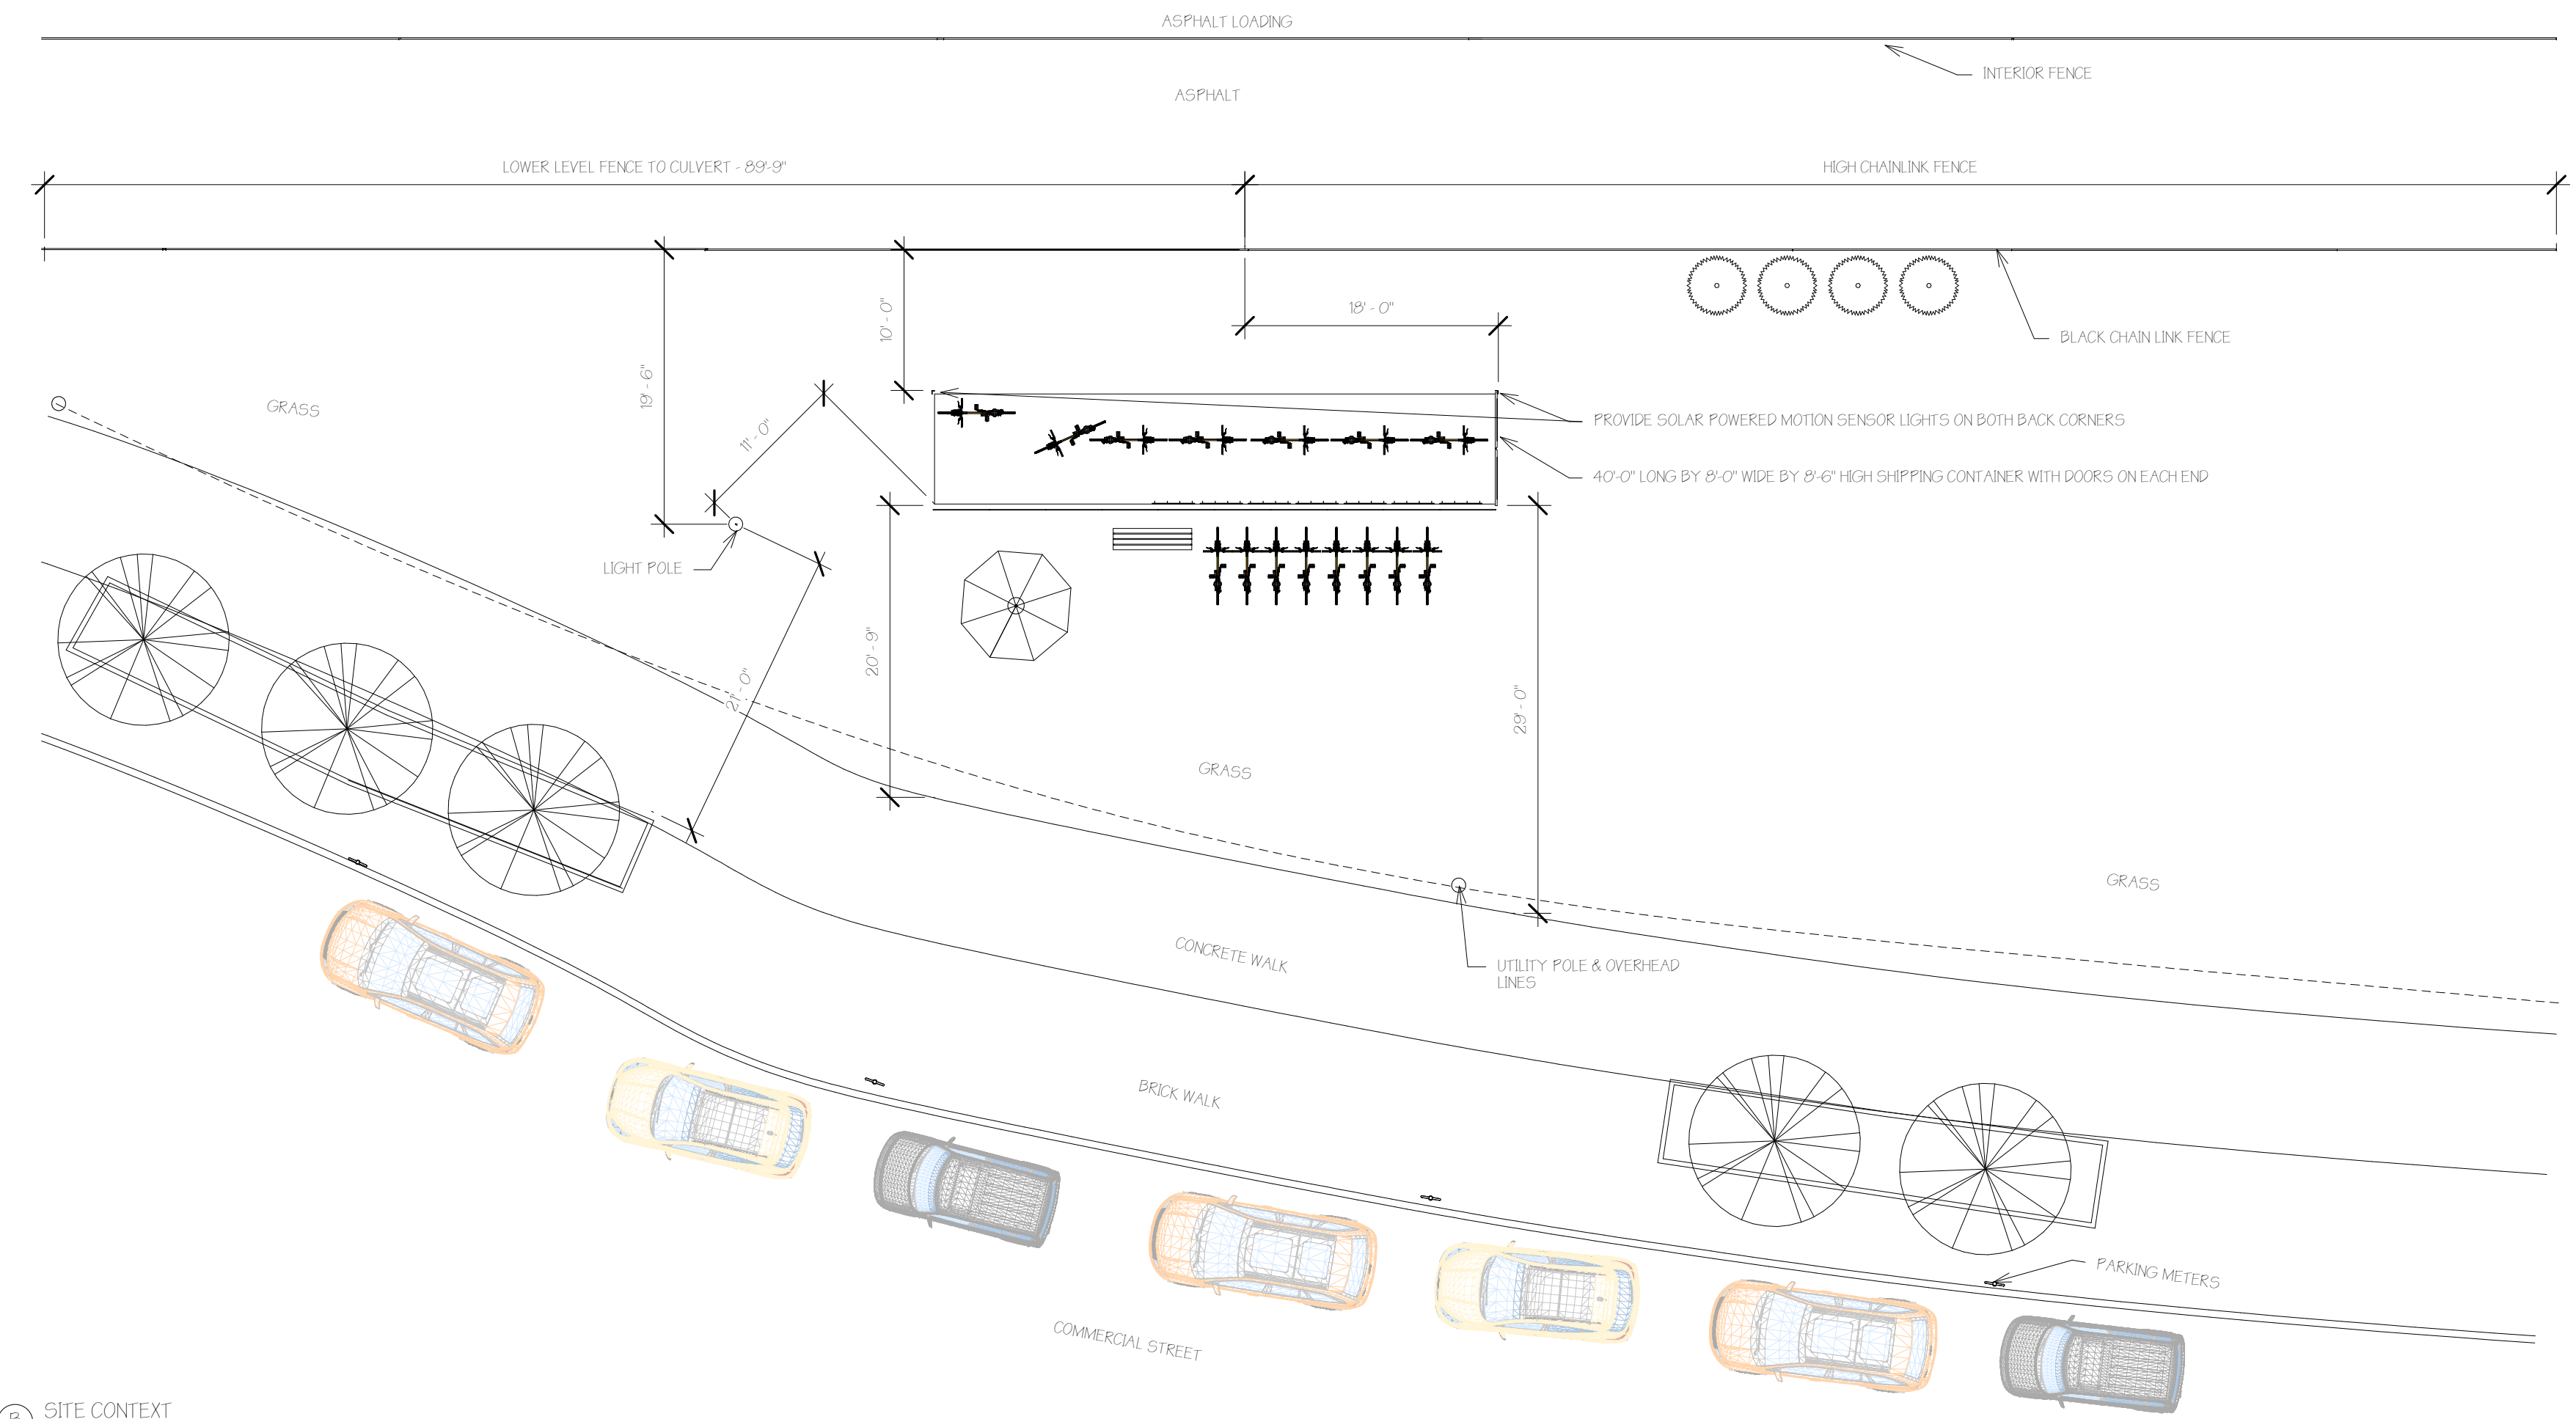 ASPHALT LOADING
INTERIOR FENCE
ASPHALT
LOWER LEVEL FENCE TO CULVERT - 89'-9"
HIGH CHAINLINK FENCE
10' - 0"
18' - 0"
BLACK CHAIN LINK FENCE
19' - 6"
GRASS
11'- 0"
PROVIDE SOLAR POWERED MOTION SENSOR LIGHTS ON BOTH BACK CORNERS
40'-0" LONG BY 8'-0" WIDE BY 8'-6" HIGH SHIPPING CONTAINER WITH DOORS ON EACH END
LIGHT POLE
20' - 9"
21' - 0"
29' - 0"
GRASS
GRASS
CONCRETE WALK
UTILITY POLE & OVERHEAD
LINES
BRICK WALK
PARKING METERS
COMMERCIAL STREET
SITE CONTEXT